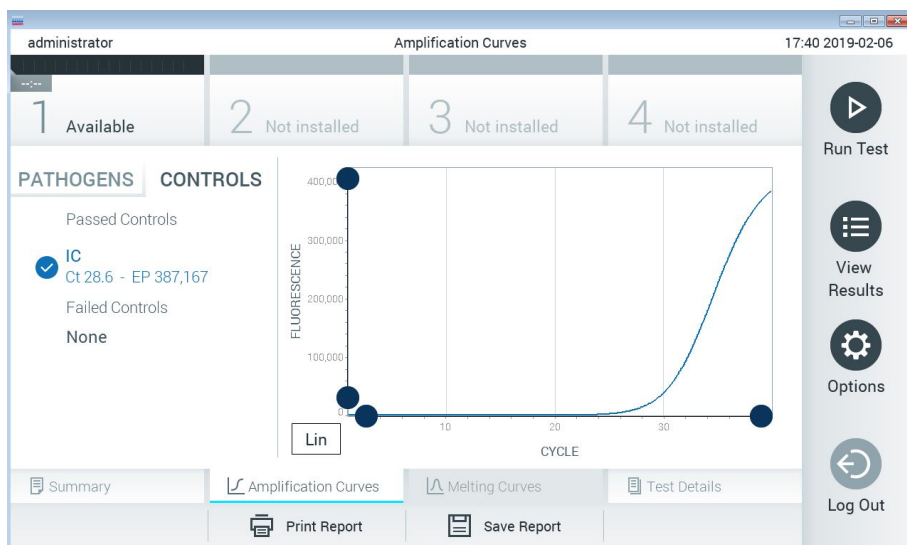 administrator
Amplification Curves
17:40 2019-02-06
--:--
1 Available
2 Not installed
3 Not installed
4 Not installed
Run Test
PATHOGENS CONTROLS
Passed Controls
IC
Ct 28.6 - EP 387,167
Failed Controls
None
FLUORESCENCE
300,000
200,000
100,000
0
10 20 30
CYCLE
Lin
View
Results
Options
Log Out
Summary
Amplification Curves
Melting Curves
Test Details
Print Report
Save Report